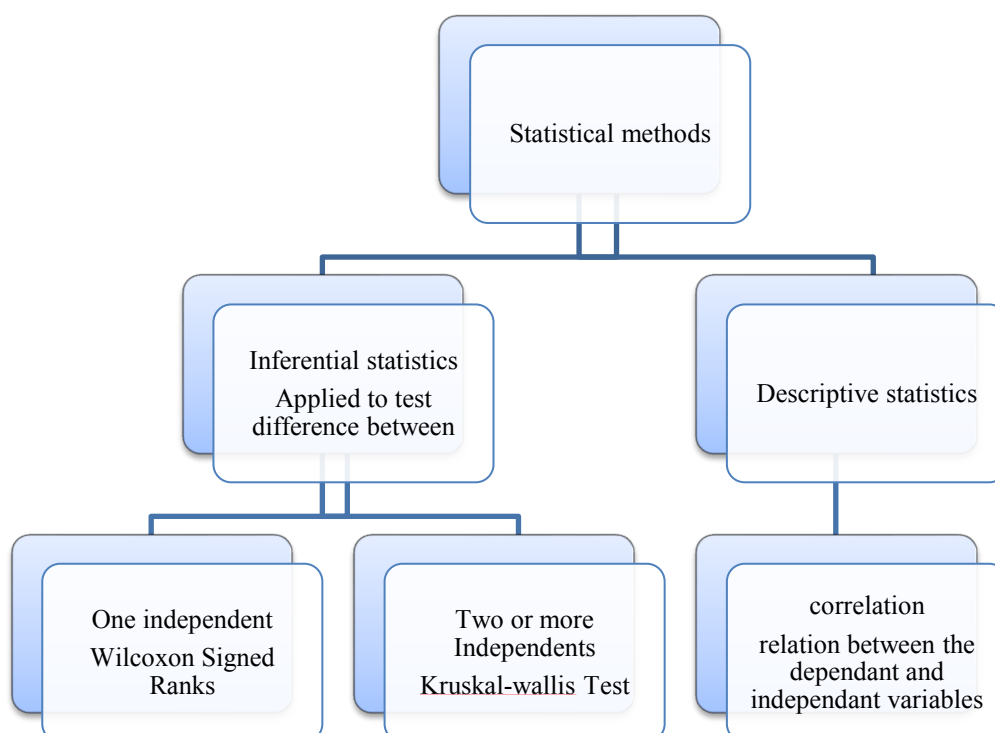 Statistical methods
Inferential statistics
Applied to test
difference between
Descriptive statistics
One independent
Wilcoxon Signed
Ranks
Two or more
Independents
Kruskal-wallis Test
correlation
relation between the
dependant and
independant variables